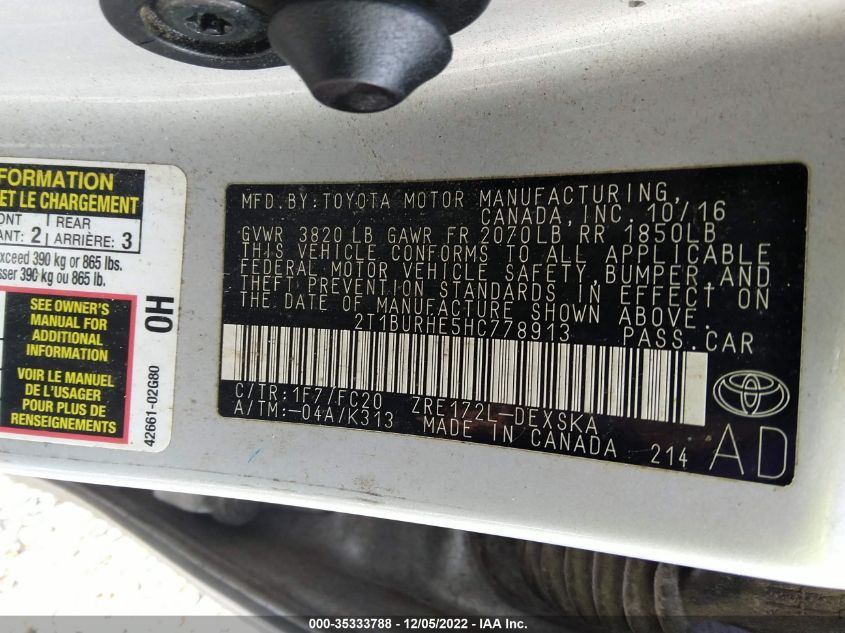 FORMATION
ET LE CHARGEMENT
ONT
ANT: 2
REAR
ARRIÈRE: 3
xceed 390 kg or 865 lbs.
sser 390 kg ou 865 lb.
SEE OWNER'S
MANUAL FOR
ADDITIONAL
INFORMATION
VOIR LE MANUEL
DE L'USAGER
POUR PLUS DE
RENSEIGNEMENTS
0H
42661-02G80
MFD. BY: TOYOTA MOTOR MANUFACTURING,
CANADA, INC. 10/16
GVWR 3820 LB GAWR FR 2070LB RR 1850LB
THIS VEHICLE CONFORMS TO ALL APPLICABLE
FEDERAL MOTOR VEHICLE SAFETY, BUMPER, AND
THEFT PREVENTION STANDARDS IN EFFECT ON
THE DATE OF MANUFACTURE SHOWN ABOVE.
2T1BURHE5HC778913 PASS. CAR
C/TR: 1F7/FC20 ZRE172L-DEXSKA
A/TM: -04A/K313 MADE IN CANADA 214
AD
TOYOTA
000-35333788 - 12/05/2022 - IAA Inc.